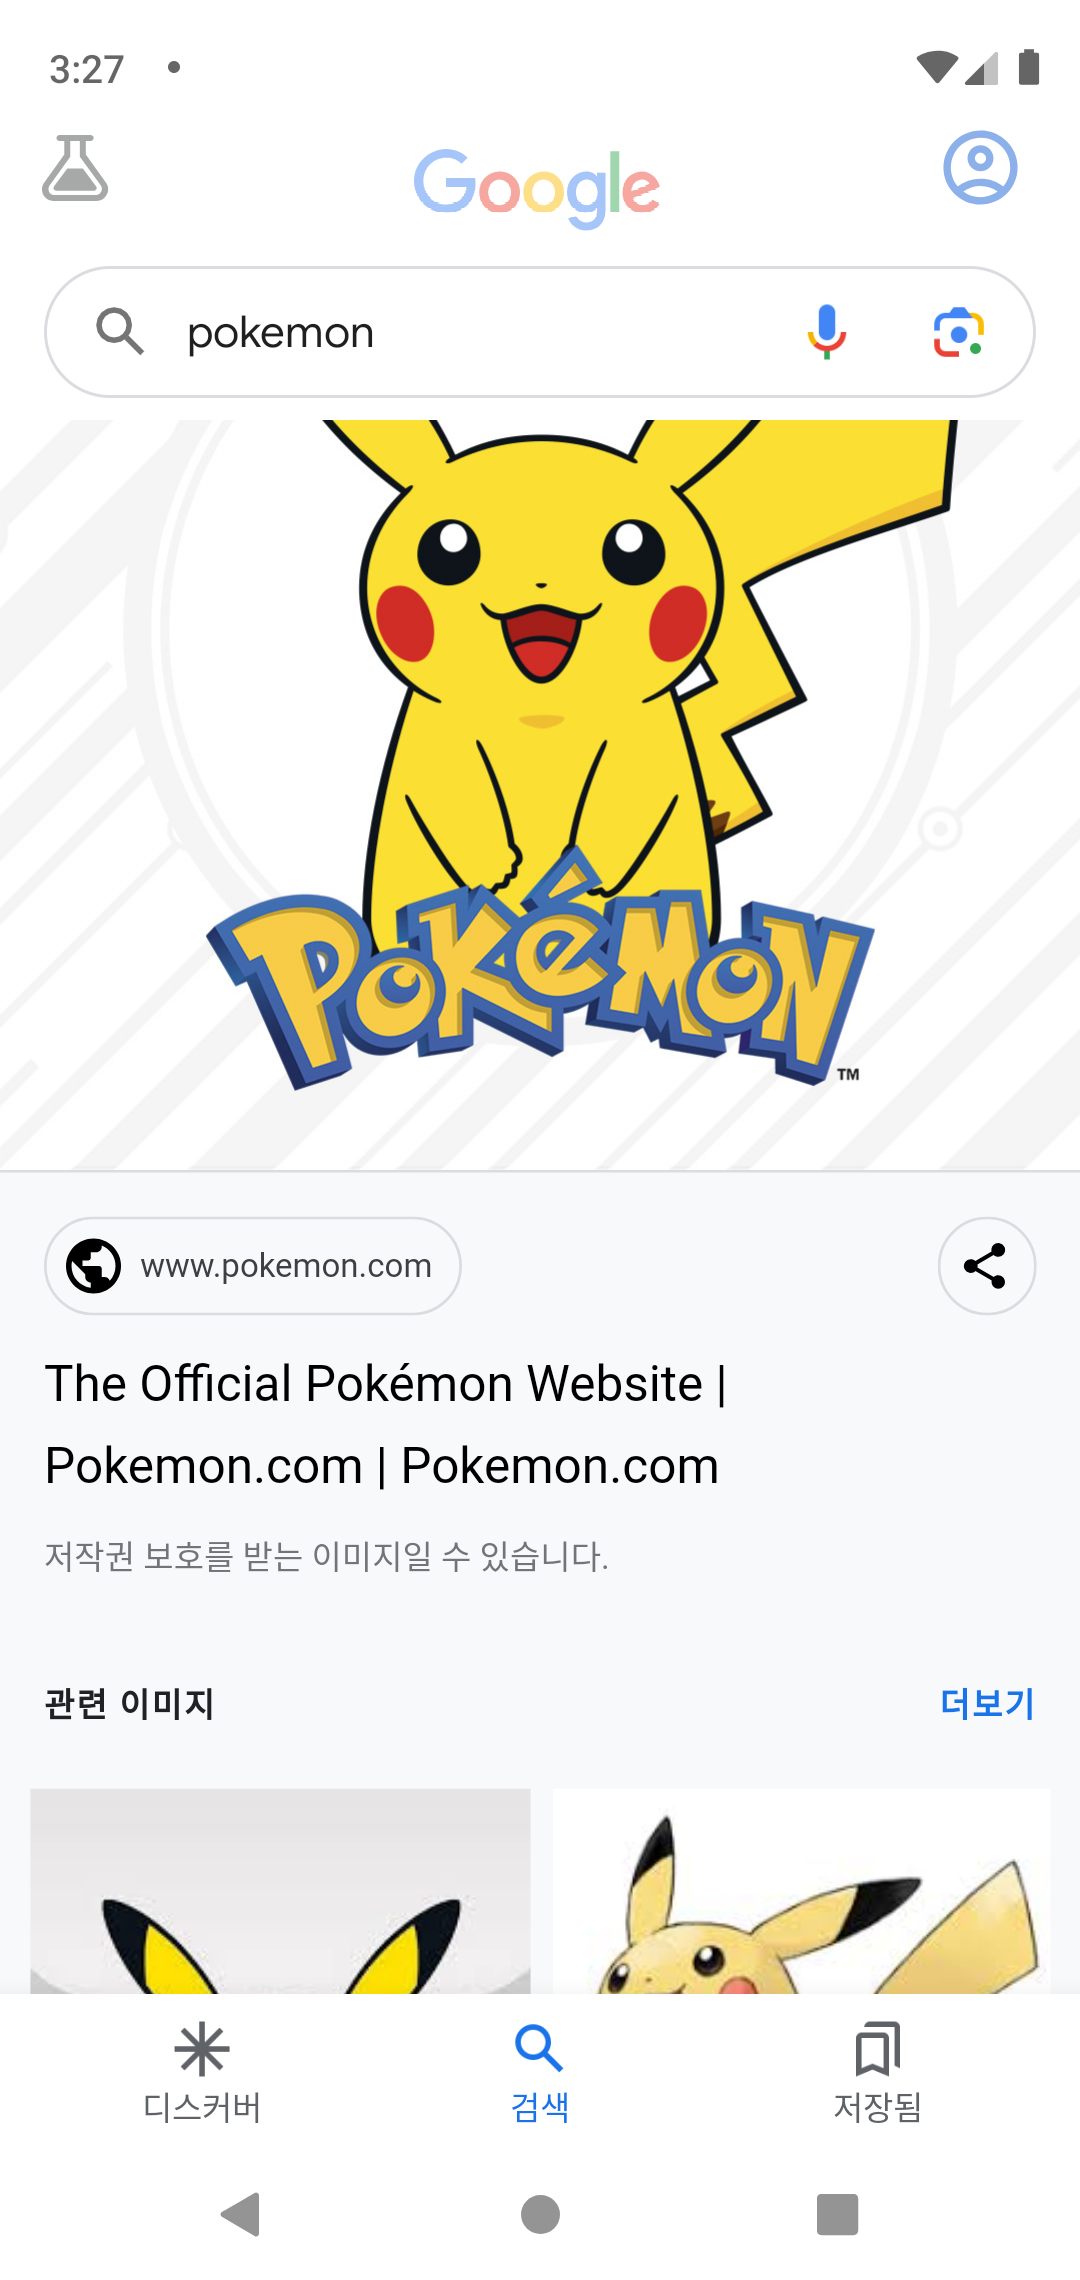 3:27
Google
pokemon
POKéMON
TM
www.pokemon.com
The Official Pokémon Website |
Pokemon.com | Pokemon.com
저작권 보호를 받는 이미지일 수 있습니다.
관련 이미지 더보기
디스커버 검색 저장됨